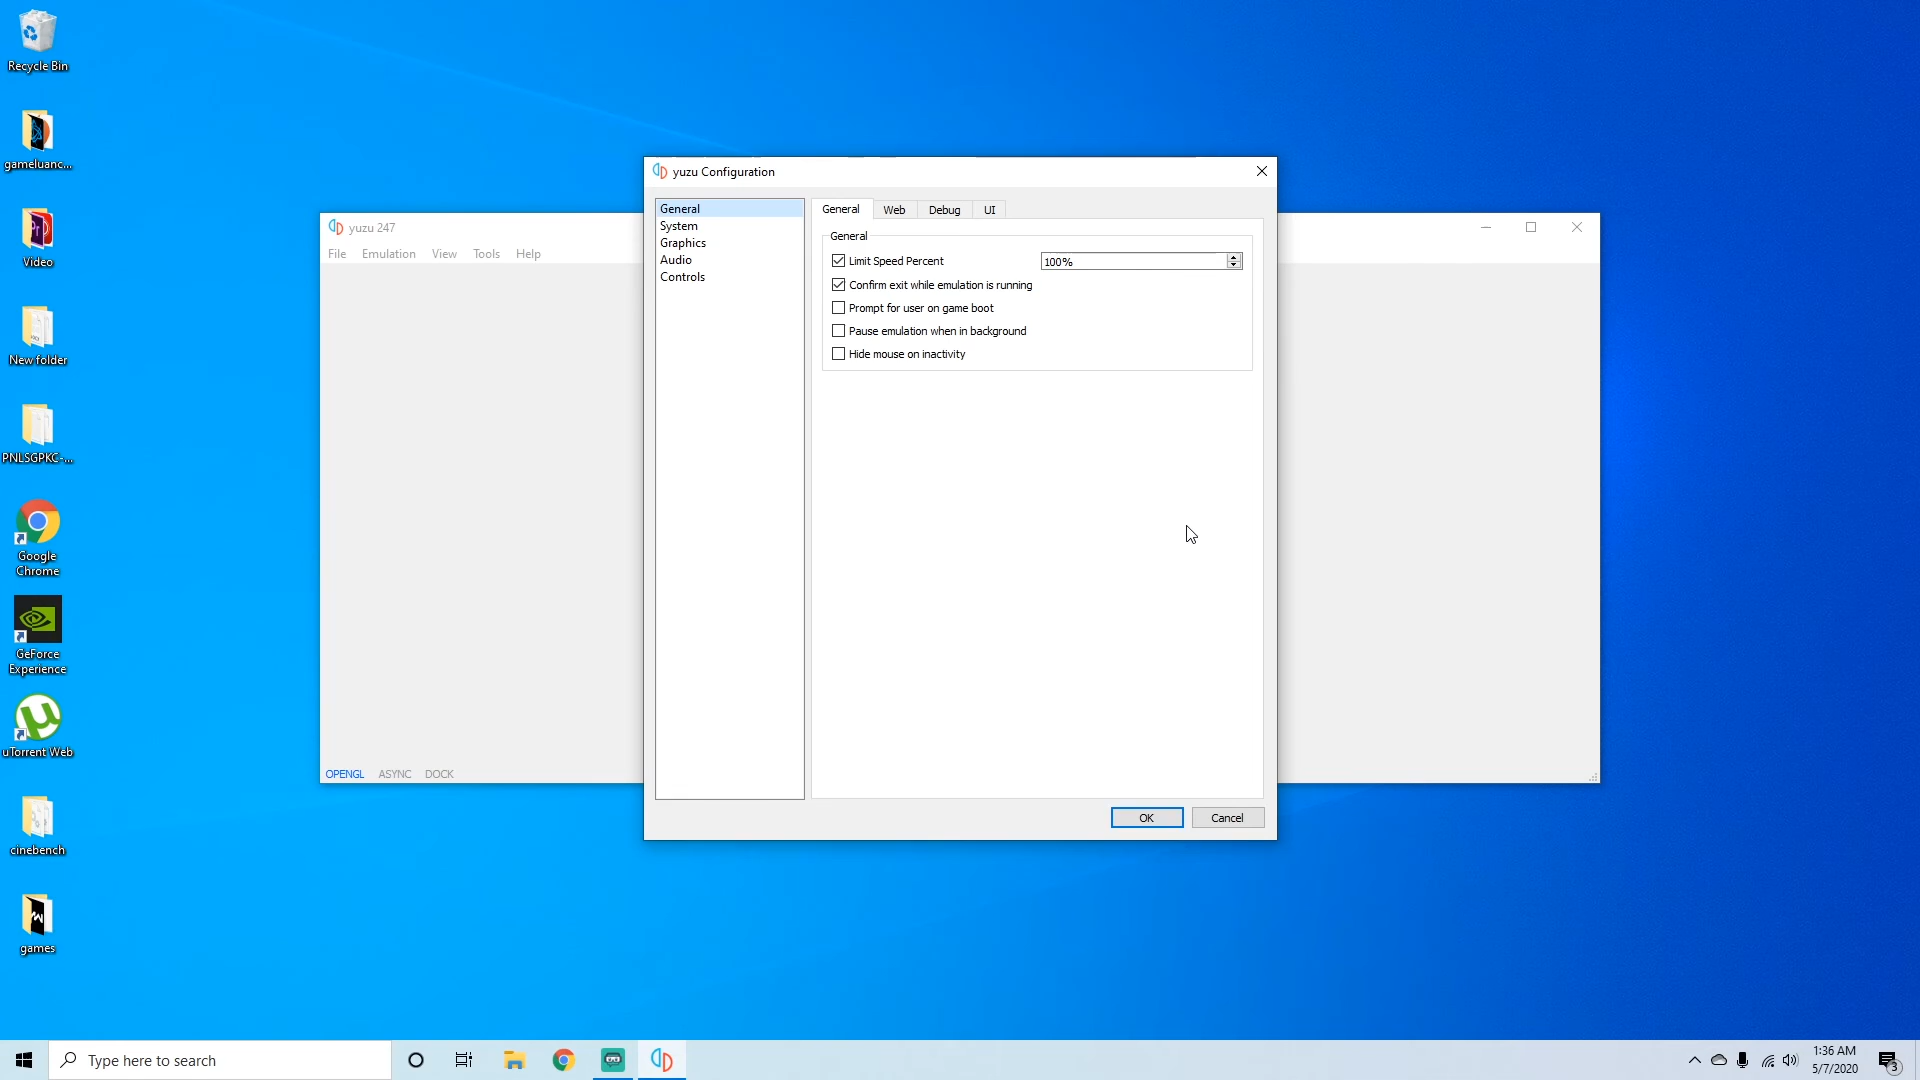 Recycle Bin
gameluanc...
Video
New folder
PNLSGPKC-...
Google
Chrome
GeForce
Experience
uTorrent Web
cinebench
games
yuzu 247
File Emulation View Tools Help
OPENGL ASYNC DOCK
yuzu Configuration
General
System
Graphics
Audio
Controls
General Web Debug UI
General
Limit Speed Percent 100%
Confirm exit while emulation is running
Prompt for user on game boot
Pause emulation when in background
Hide mouse on inactivity
OK Cancel
Type here to search
1:36 AM
5/7/2020
3